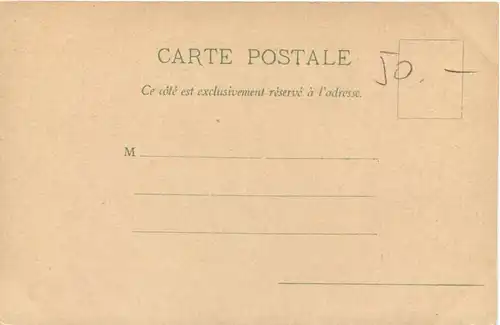 CARTE POSTALE
50.—
Ce côté est exclusivement réservé à l'adresse.
M